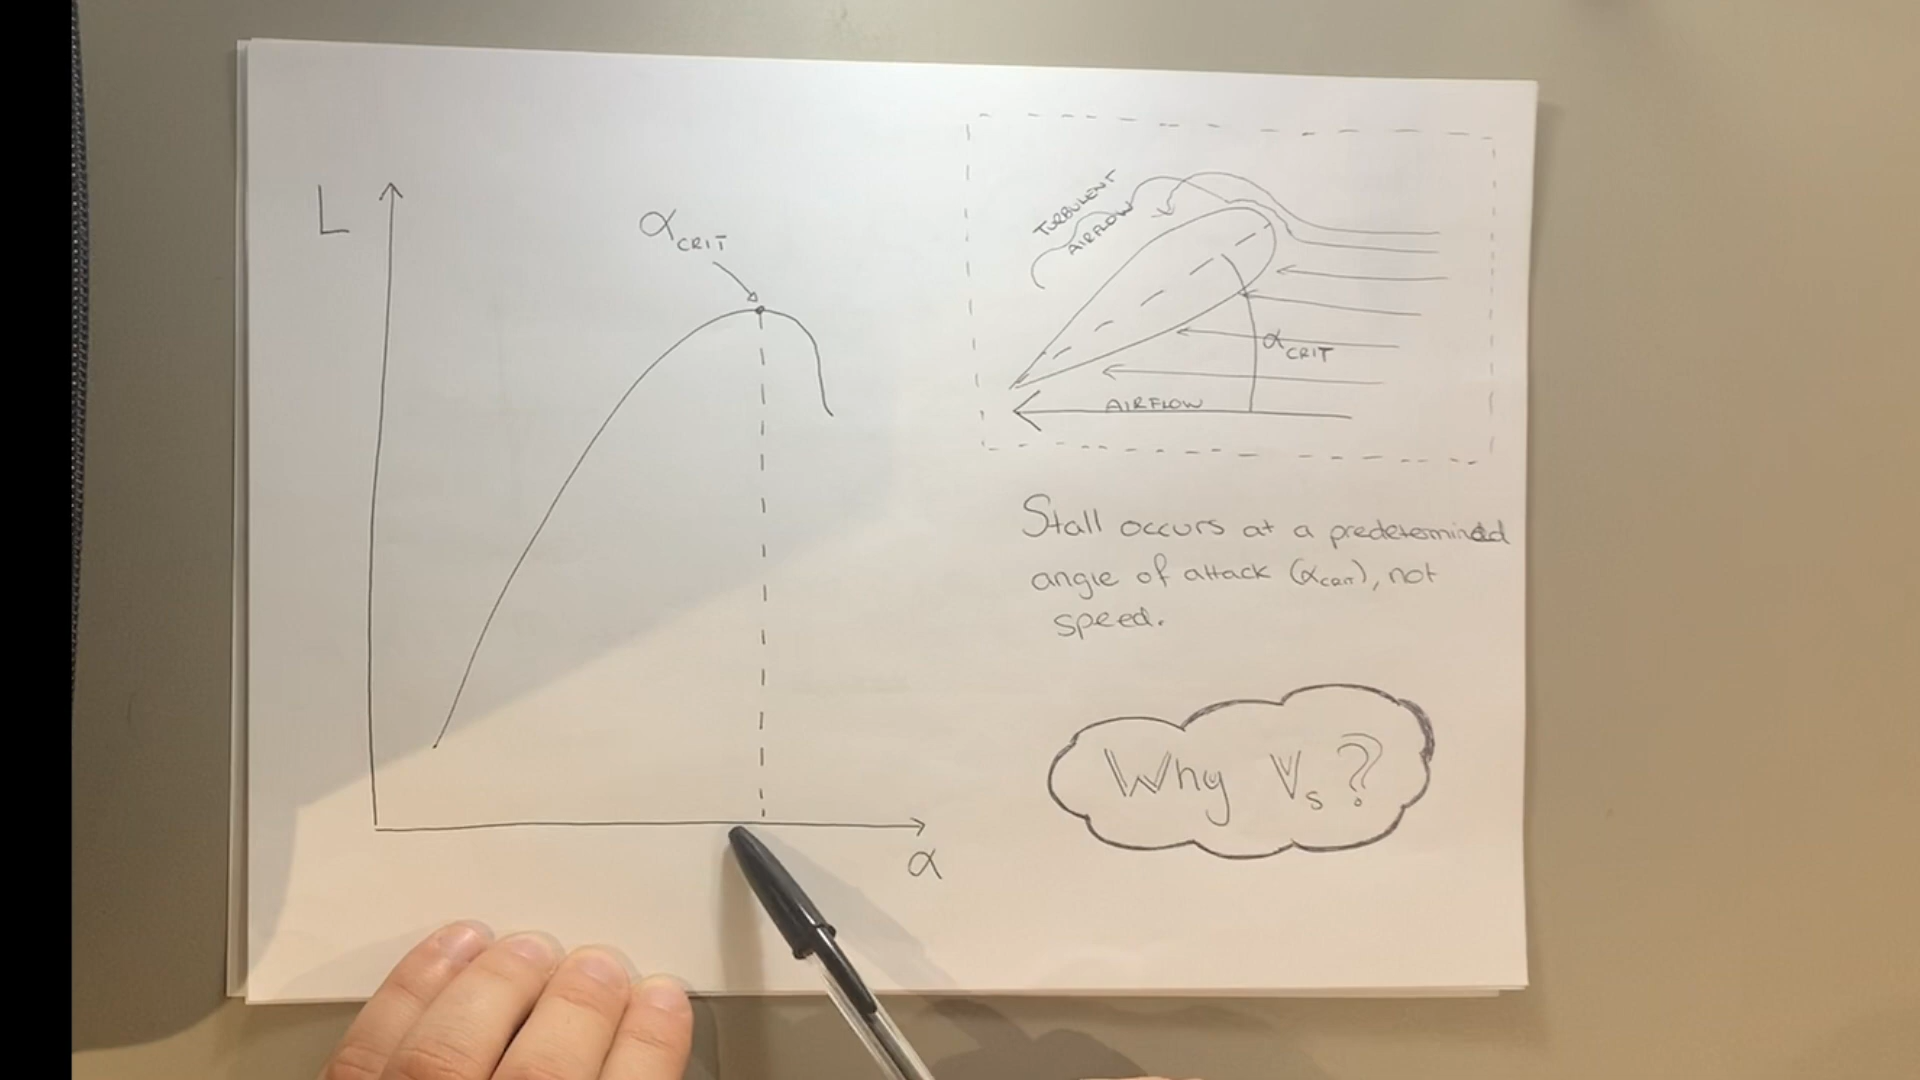 L
αCRIT
α
TURBULENT
AIRFLOW
αCRIT
AIRFLOW
Stall occurs at a predetermined
angle of attack (αCRIT), not
speed.
Why Vs?